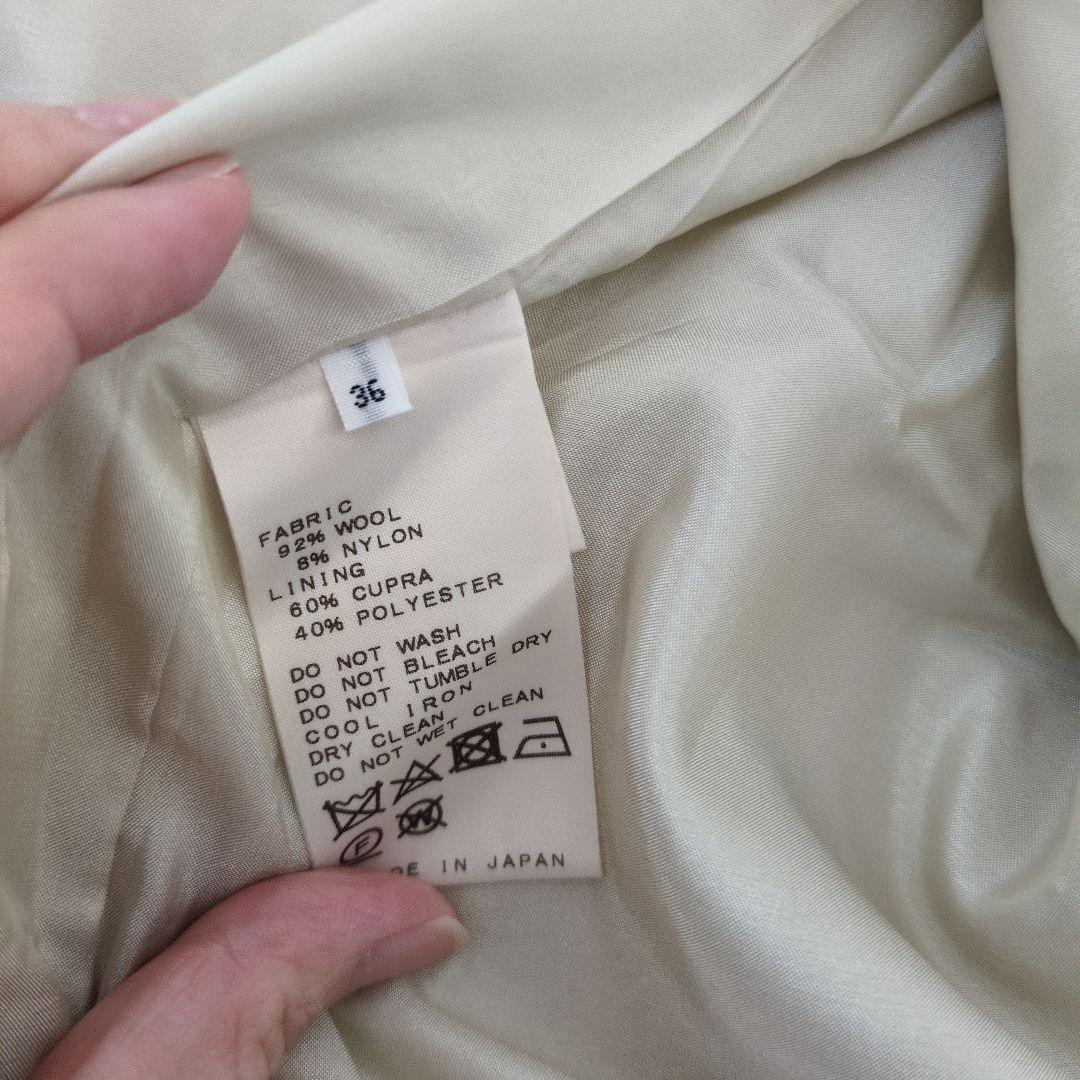 36
FABRIC
92% WOOL
8% NYLON
LINING
60% CUPRA
40% POLYESTER
DO NOT WASH
DO NOT BLEACH
DO NOT TUMBLE DRY
COOL IRON
DRY CLEAN
DO NOT WET CLEAN
F W
DE IN JAPAN